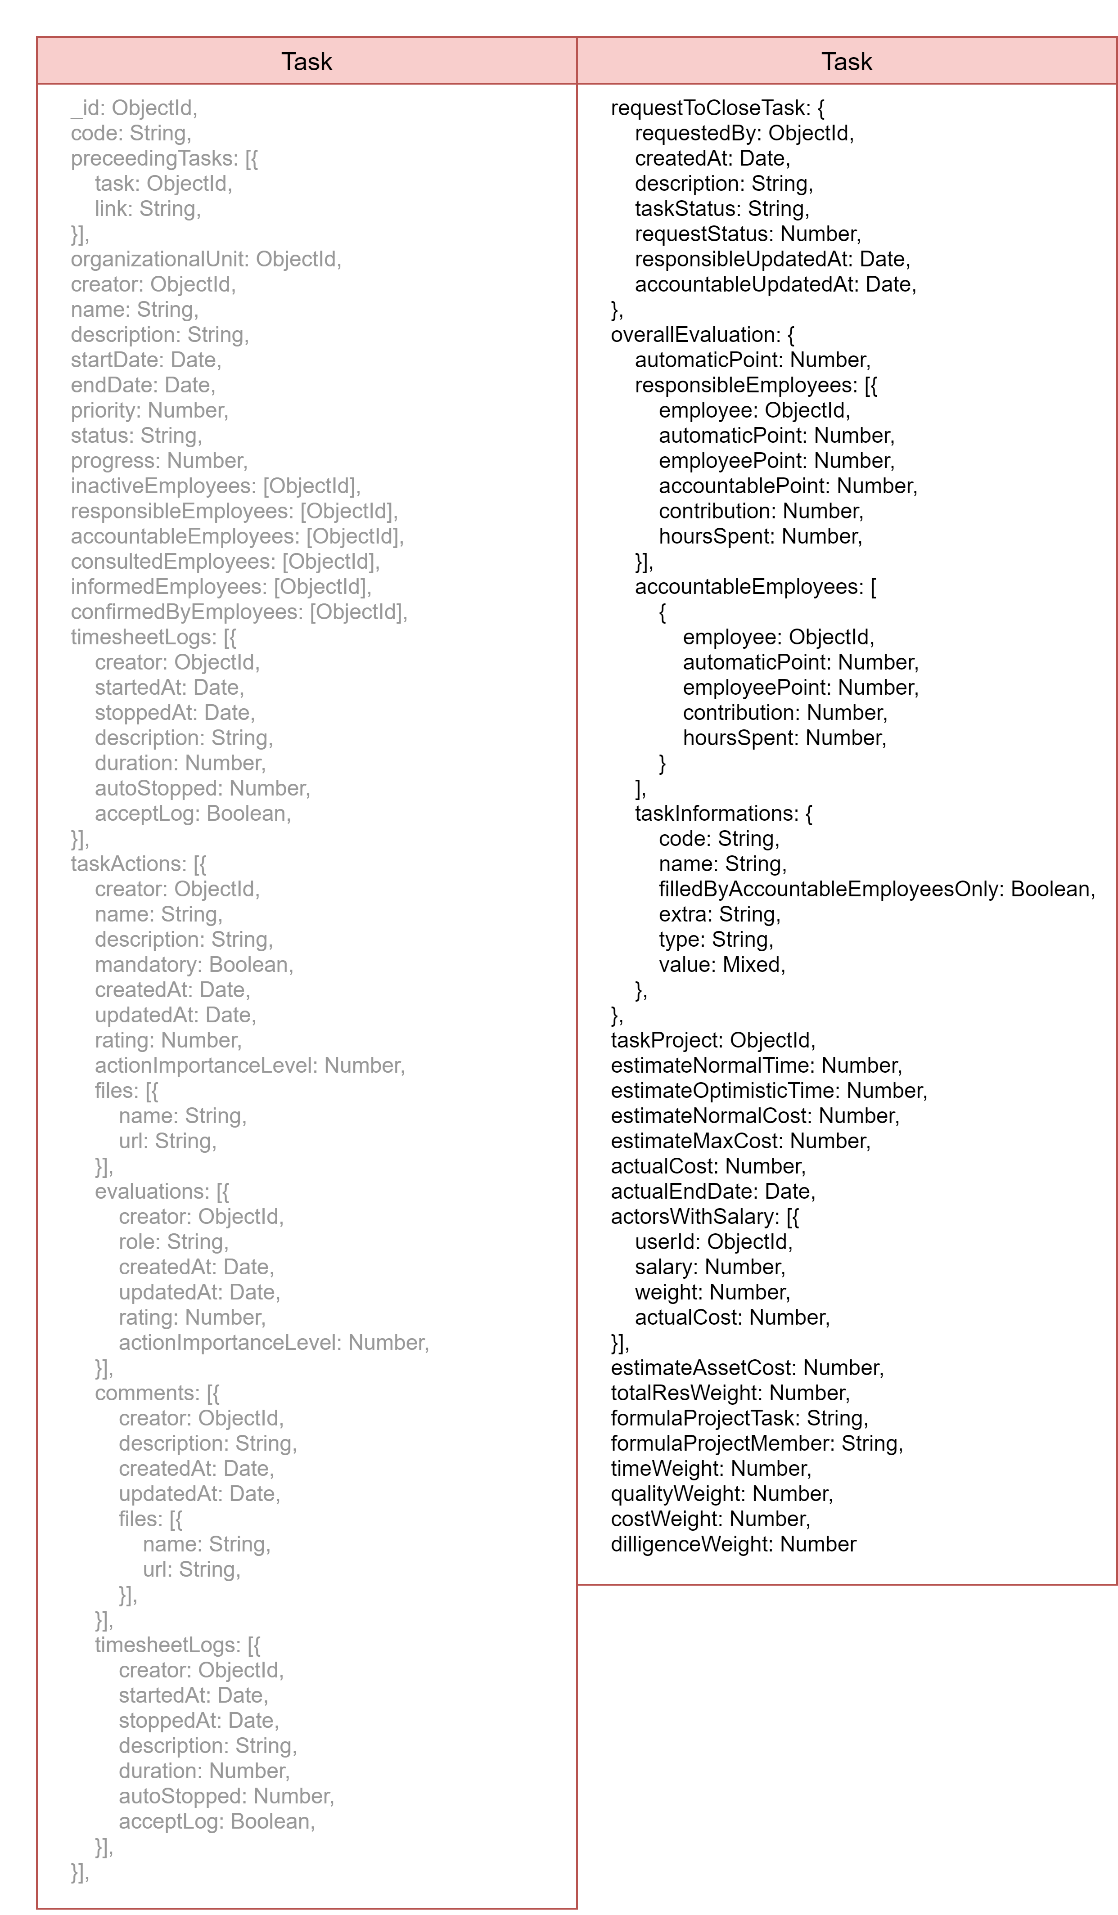 Task
_id: ObjectId,
code: String,
preceedingTasks: [{
task: ObjectId,
link: String,
}],
organizationalUnit: ObjectId,
creator: ObjectId,
name: String,
description: String,
startDate: Date,
endDate: Date,
priority: Number,
status: String,
progress: Number,
inactiveEmployees: [ObjectId],
responsibleEmployees: [ObjectId],
accountableEmployees: [ObjectId],
consultedEmployees: [ObjectId],
informedEmployees: [ObjectId],
confirmedByEmployees: [ObjectId],
timesheetLogs: [{
creator: ObjectId,
startedAt: Date,
stoppedAt: Date,
description: String,
duration: Number,
autoStopped: Number,
acceptLog: Boolean,
}],
taskActions: [{
creator: ObjectId,
name: String,
description: String,
mandatory: Boolean,
createdAt: Date,
updatedAt: Date,
rating: Number,
actionImportanceLevel: Number,
files: [{
name: String,
url: String,
}],
evaluations: [{
creator: ObjectId,
role: String,
createdAt: Date,
updatedAt: Date,
rating: Number,
actionImportanceLevel: Number,
}],
comments: [{
creator: ObjectId,
description: String,
createdAt: Date,
updatedAt: Date,
files: [{
name: String,
url: String,
}],
}],
timesheetLogs: [{
creator: ObjectId,
startedAt: Date,
stoppedAt: Date,
description: String,
duration: Number,
autoStopped: Number,
acceptLog: Boolean,
}],
}],
Task
requestToCloseTask: {
requestedBy: ObjectId,
createdAt: Date,
description: String,
taskStatus: String,
requestStatus: Number,
responsibleUpdatedAt: Date,
accountableUpdatedAt: Date,
},
overallEvaluation: {
automaticPoint: Number,
responsibleEmployees: [{
employee: ObjectId,
automaticPoint: Number,
employeePoint: Number,
accountablePoint: Number,
contribution: Number,
hoursSpent: Number,
}],
accountableEmployees: [
{
employee: ObjectId,
automaticPoint: Number,
employeePoint: Number,
contribution: Number,
hoursSpent: Number,
}
],
taskInformations: {
code: String,
name: String,
filledByAccountableEmployeesOnly: Boolean,
extra: String,
type: String,
value: Mixed,
},
},
taskProject: ObjectId,
estimateNormalTime: Number,
estimateOptimisticTime: Number,
estimateNormalCost: Number,
estimateMaxCost: Number,
actualCost: Number,
actualEndDate: Date,
actorsWithSalary: [{
userId: ObjectId,
salary: Number,
weight: Number,
actualCost: Number,
}],
estimateAssetCost: Number,
totalResWeight: Number,
formulaProjectTask: String,
formulaProjectMember: String,
timeWeight: Number,
qualityWeight: Number,
costWeight: Number,
dilligenceWeight: Number